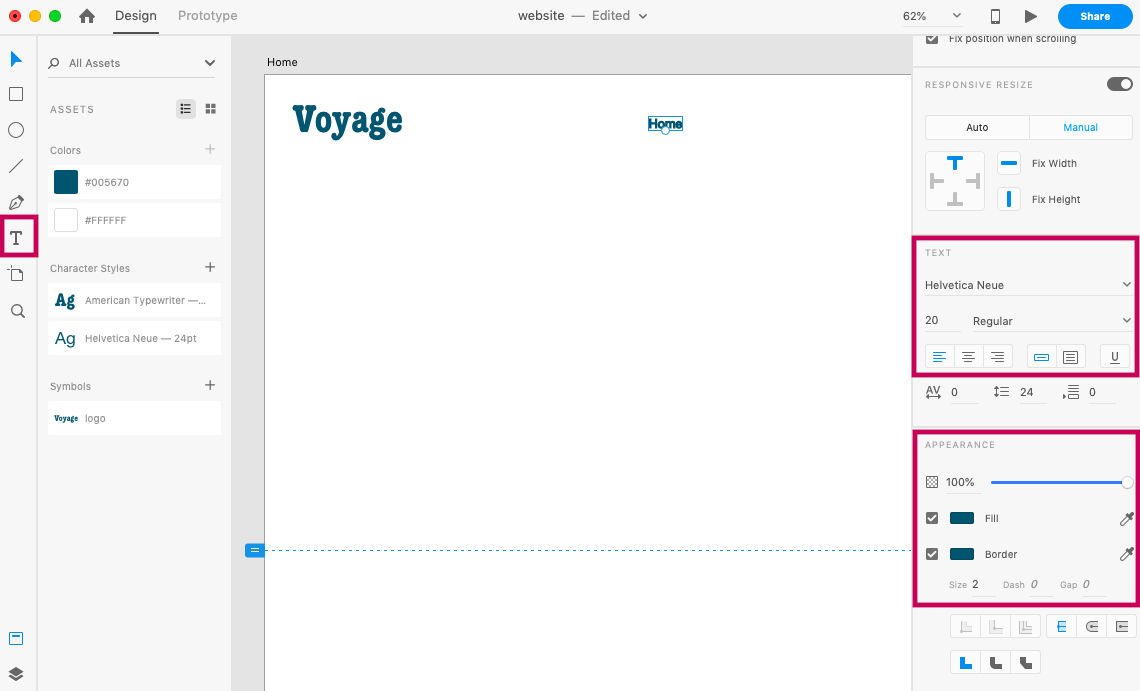 Design Prototype website — Edited 62% Share
All Assets
ASSETS
Colors
#005670
#FFFFFF
Character Styles
Ag American Typewriter —...
Ag Helvetica Neue — 24pt
Symbols
Voyage logo
T
Home
Voyage
Home
Fix position when scrolling
RESPONSIVE RESIZE
Auto Manual
Fix Width
Fix Height
TEXT
Helvetica Neue
20 Regular
U
AV 0 24 0
APPEARANCE
100%
Fill
Border
Size 2 Dash 0 Gap 0